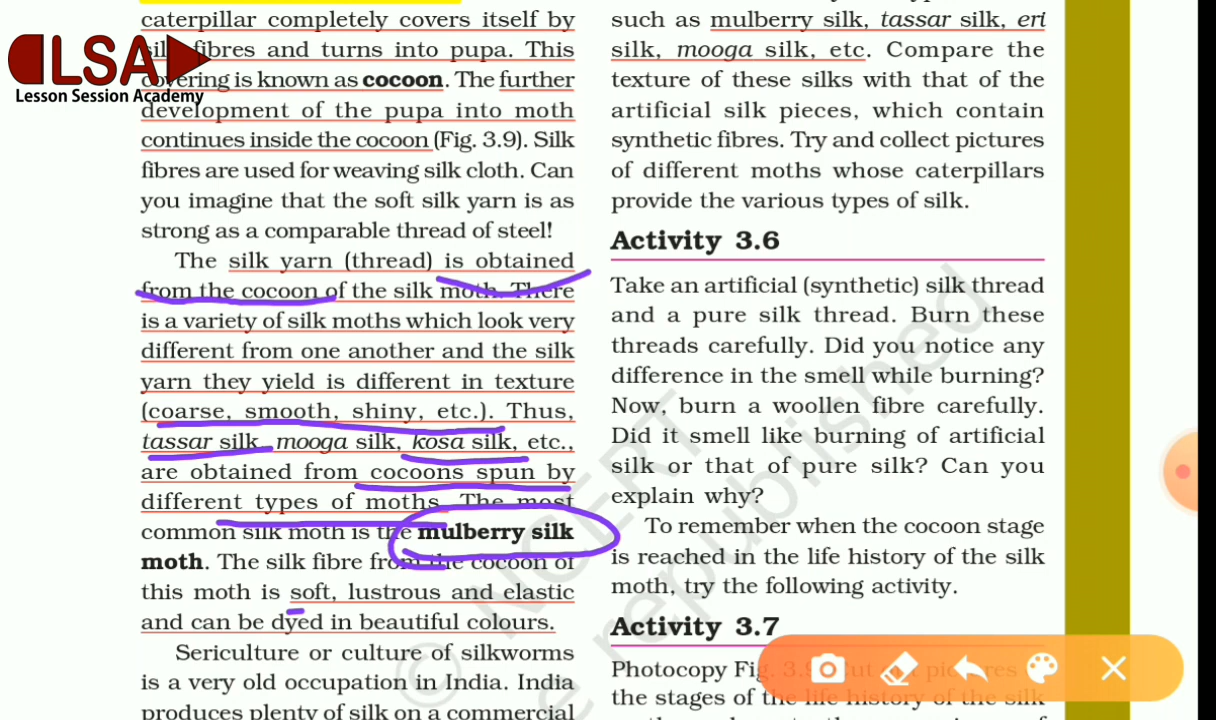 caterpillar completely covers itself by
silk fibres and turns into pupa. This
covering is known as cocoon. The further
development of the pupa into moth
continues inside the cocoon (Fig. 3.9). Silk
fibres are used for weaving silk cloth. Can
you imagine that the soft silk yarn is as
strong as a comparable thread of steel!
The silk yarn (thread) is obtained
from the cocoon of the silk moth. There
is a variety of silk moths which look very
different from one another and the silk
yarn they yield is different in texture
(coarse, smooth, shiny, etc.). Thus,
tassar silk, mooga silk, kosa silk, etc.,
are obtained from cocoons spun by
different types of moths. The most
common silk moth is the mulberry silk
moth. The silk fibre from the cocoon of
this moth is soft, lustrous and elastic
and can be dyed in beautiful colours.
Sericulture or culture of silkworms
is a very old occupation in India. India
produces plenty of silk on a commercial
such as mulberry silk, tassar silk, eri
silk, mooga silk, etc. Compare the
texture of these silks with that of the
artificial silk pieces, which contain
synthetic fibres. Try and collect pictures
of different moths whose caterpillars
provide the various types of silk.
Activity 3.6
Take an artificial (synthetic) silk thread
and a pure silk thread. Burn these
threads carefully. Did you notice any
difference in the smell while burning?
Now, burn a woollen fibre carefully.
Did it smell like burning of artificial
silk or that of pure silk? Can you
explain why?
To remember when the cocoon stage
is reached in the life history of the silk
moth, try the following activity.
Activity 3.7
Photocopy Fig. 3.9. Cut out pictures of
the stages of the life history of the silk
LSA
Lesson Session Academy
© NCERT
be republished